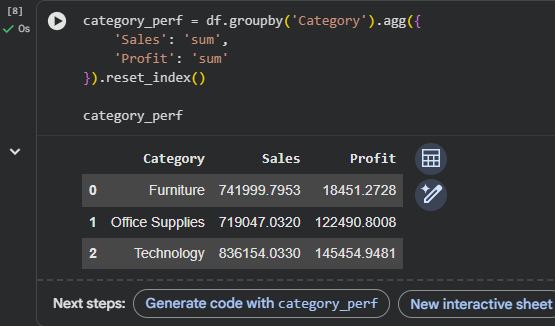 [8]
0s
category_perf = df.groupby('Category').agg({
    'Sales': 'sum',
    'Profit': 'sum'
}).reset_index()
category_perf
Category Sales Profit
0 Furniture 741999.7953 18451.2728
1 Office Supplies 719047.0320 122490.8008
2 Technology 836154.0330 145454.9481
Next steps: Generate code with category_perf New interactive sheet